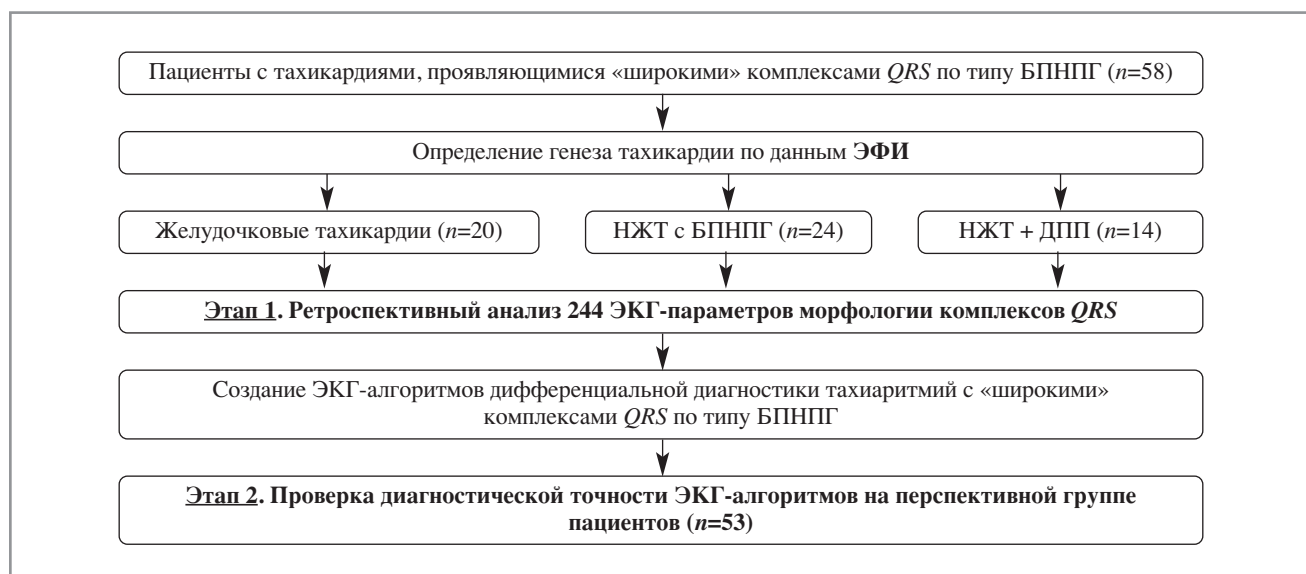 Пациенты с тахикардиями, проявляющимися «широкими» комплексами QRS по типу БПНПГ (n=58)
Определение генеза тахикардии по данным ЭФИ
Желудочковые тахикардии (n=20)
НЖТ с БПНПГ (n=24)
НЖТ + ДПП (n=14)
Этап 1. Ретроспективный анализ 244 ЭКГ-параметров морфологии комплексов QRS
Создание ЭКГ-алгоритмов дифференциальной диагностики тахиаритмий с «широкими»
комплексами QRS по типу БПНПГ
Этап 2. Проверка диагностической точности ЭКГ-алгоритмов на перспективной группе
пациентов (n=53)